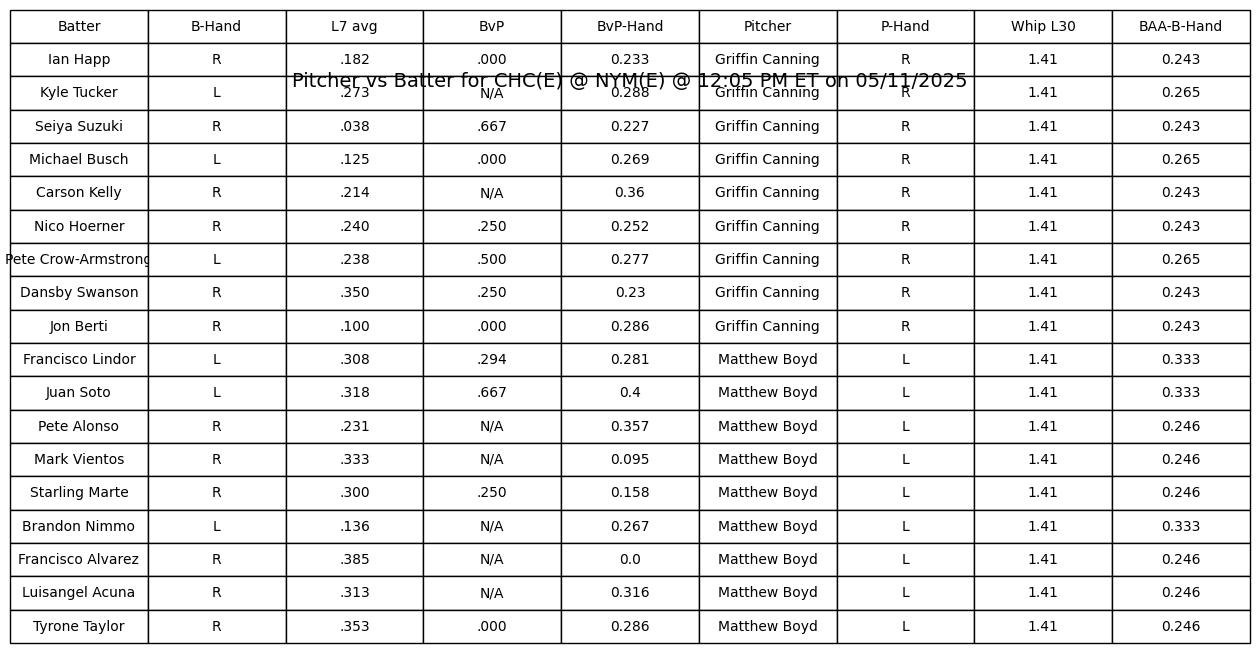 Batter B-Hand L7 avg BvP BvP-Hand Pitcher P-Hand Whip L30 BAA-B-Hand
Ian Happ R .182 .000 0.233 Griffin Canning R 1.41 0.243
Pitcher vs Batter for CHC(E) @ NYM(E) @ 12:05 PM ET on 05/11/2025
Kyle Tucker L .273 N/A 0.288 Griffin Canning R 1.41 0.265
Seiya Suzuki R .038 .667 0.227 Griffin Canning R 1.41 0.243
Michael Busch L .125 .000 0.269 Griffin Canning R 1.41 0.265
Carson Kelly R .214 N/A 0.36 Griffin Canning R 1.41 0.243
Nico Hoerner R .240 .250 0.252 Griffin Canning R 1.41 0.243
Pete Crow-Armstrong L .238 .500 0.277 Griffin Canning R 1.41 0.265
Dansby Swanson R .350 .250 0.23 Griffin Canning R 1.41 0.243
Jon Berti R .100 .000 0.286 Griffin Canning R 1.41 0.243
Francisco Lindor L .308 .294 0.281 Matthew Boyd L 1.41 0.333
Juan Soto L .318 .667 0.4 Matthew Boyd L 1.41 0.333
Pete Alonso R .231 N/A 0.357 Matthew Boyd L 1.41 0.246
Mark Vientos R .333 N/A 0.095 Matthew Boyd L 1.41 0.246
Starling Marte R .300 .250 0.158 Matthew Boyd L 1.41 0.246
Brandon Nimmo L .136 N/A 0.267 Matthew Boyd L 1.41 0.333
Francisco Alvarez R .385 N/A 0.0 Matthew Boyd L 1.41 0.246
Luisangel Acuna R .313 N/A 0.316 Matthew Boyd L 1.41 0.246
Tyrone Taylor R .353 .000 0.286 Matthew Boyd L 1.41 0.246